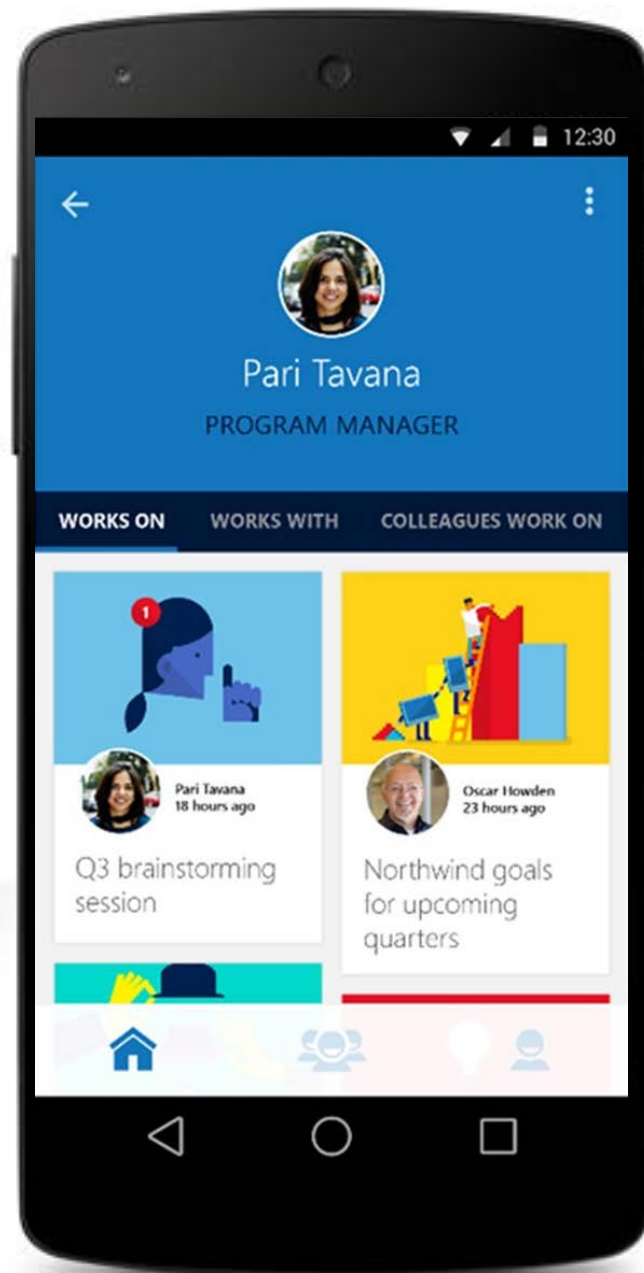 12:30
Pari Tavana
PROGRAM MANAGER
WORKS ON
WORKS WITH
COLLEAGUES WORK ON
1
Pari Tavana
18 hours ago
Q3 brainstorming
session
Oscar Howden
23 hours ago
Northwind goals
for upcoming
quarters